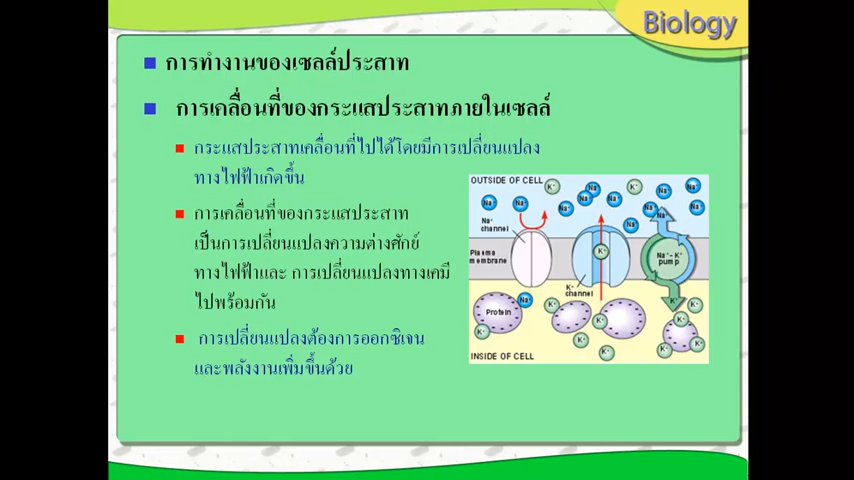 Biology
การทำงานของเซลล์ประสาท
การเคลื่อนที่ของกระแสประสาทภายในเซลล์
กระแสประสาทเคลื่อนที่ไปได้โดยมีการเปลี่ยนแปลง
ทางไฟฟ้าเกิดขึ้น
การเคลื่อนที่ของกระแสประสาท
เป็นการเปลี่ยนแปลงความต่างศักย์
ทางไฟฟ้าและ การเปลี่ยนแปลงทางเคมี
ไปพร้อมกัน
การเปลี่ยนแปลงต้องการออกซิเจน
และพลังงานเพิ่มขึ้นด้วย
OUTSIDE OF CELL
K+
Na+
Na+
channel
Plasma
membrane
K+
K+
channel
Na+- K+
pump
Protein
Na+
K+
INSIDE OF CELL